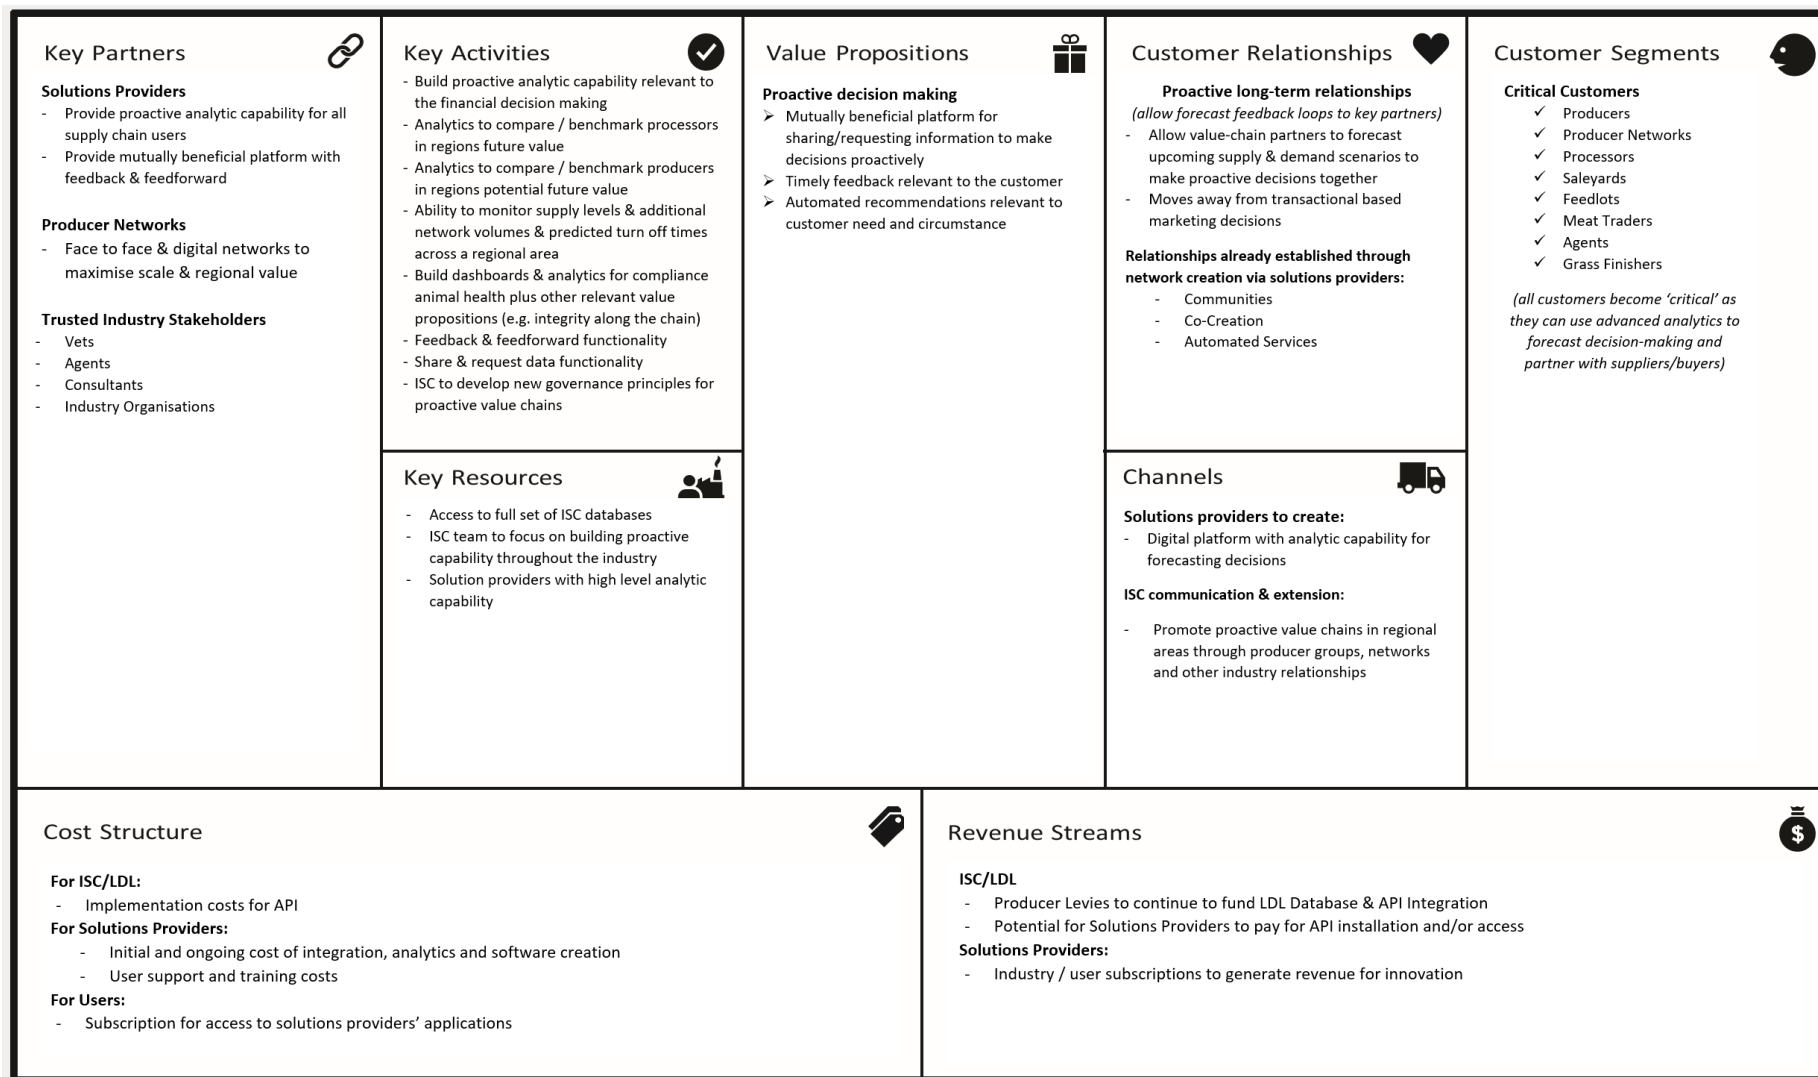 Key Partners
Solutions Providers
- Provide proactive analytic capability for all
supply chain users
- Provide mutually beneficial platform with
feedback & feedforward
Producer Networks
- Face to face & digital networks to
maximise scale & regional value
Trusted Industry Stakeholders
- Vets
- Agents
- Consultants
- Industry Organisations
Key Activities
- Build proactive analytic capability relevant to
the financial decision making
- Analytics to compare / benchmark processors
in regions future value
- Analytics to compare / benchmark producers
in regions potential future value
- Ability to monitor supply levels & additional
network volumes & predicted turn off times
across a regional area
- Build dashboards & analytics for compliance
animal health plus other relevant value
propositions (e.g. integrity along the chain)
- Feedback & feedforward functionality
- Share & request data functionality
- ISC to develop new governance principles for
proactive value chains
Key Resources
- Access to full set of ISC databases
- ISC team to focus on building proactive
capability throughout the industry
- Solution providers with high level analytic
capability
Value Propositions
Proactive decision making
➢ Mutually beneficial platform for
sharing/requesting information to make
decisions proactively
➢ Timely feedback relevant to the customer
➢ Automated recommendations relevant to
customer need and circumstance
Customer Relationships
Proactive long-term relationships
(allow forecast feedback loops to key partners)
- Allow value-chain partners to forecast
upcoming supply & demand scenarios to
make proactive decisions together
- Moves away from transactional based
marketing decisions
Relationships already established through
network creation via solutions providers:
- Communities
- Co-Creation
- Automated Services
Channels
Solutions providers to create:
- Digital platform with analytic capability for
forecasting decisions
ISC communication & extension:
- Promote proactive value chains in regional
areas through producer groups, networks
and other industry relationships
Customer Segments
Critical Customers
✓ Producers
✓ Producer Networks
✓ Processors
✓ Saleyards
✓ Feedlots
✓ Meat Traders
✓ Agents
✓ Grass Finishers
(all customers become ‘critical’ as
they can use advanced analytics to
forecast decision-making and
partner with suppliers/buyers)
Cost Structure
For ISC/LDL:
- Implementation costs for API
For Solutions Providers:
- Initial and ongoing cost of integration, analytics and software creation
- User support and training costs
For Users:
- Subscription for access to solutions providers’ applications
Revenue Streams
$
ISC/LDL
- Producer Levies to continue to fund LDL Database & API Integration
- Potential for Solutions Providers to pay for API installation and/or access
Solutions Providers:
- Industry / user subscriptions to generate revenue for innovation